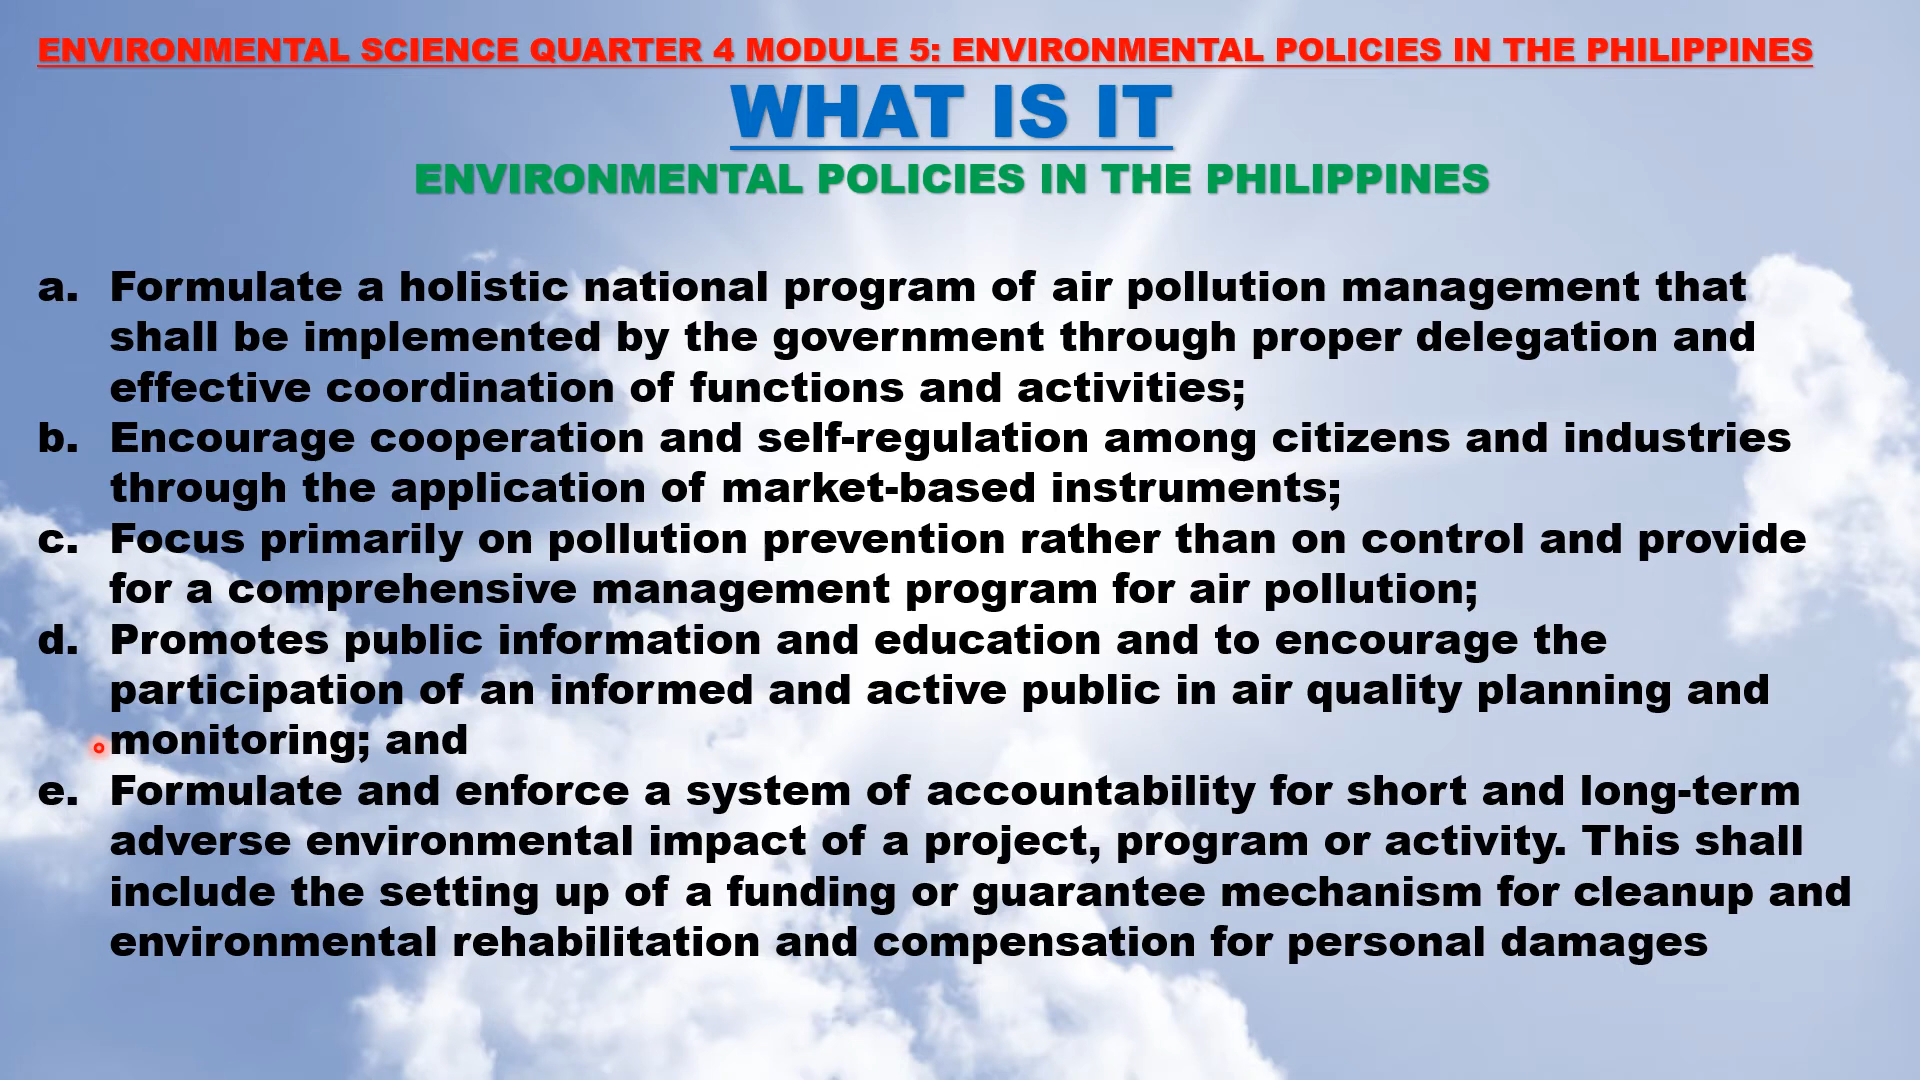 ENVIRONMENTAL SCIENCE QUARTER 4 MODULE 5: ENVIRONMENTAL POLICIES IN THE PHILIPPINES
WHAT IS IT
ENVIRONMENTAL POLICIES IN THE PHILIPPINES
a. Formulate a holistic national program of air pollution management that
shall be implemented by the government through proper delegation and
effective coordination of functions and activities;
b. Encourage cooperation and self-regulation among citizens and industries
through the application of market-based instruments;
c. Focus primarily on pollution prevention rather than on control and provide
for a comprehensive management program for air pollution;
d. Promotes public information and education and to encourage the
participation of an informed and active public in air quality planning and
monitoring; and
e. Formulate and enforce a system of accountability for short and long-term
adverse environmental impact of a project, program or activity. This shall
include the setting up of a funding or guarantee mechanism for cleanup and
environmental rehabilitation and compensation for personal damages